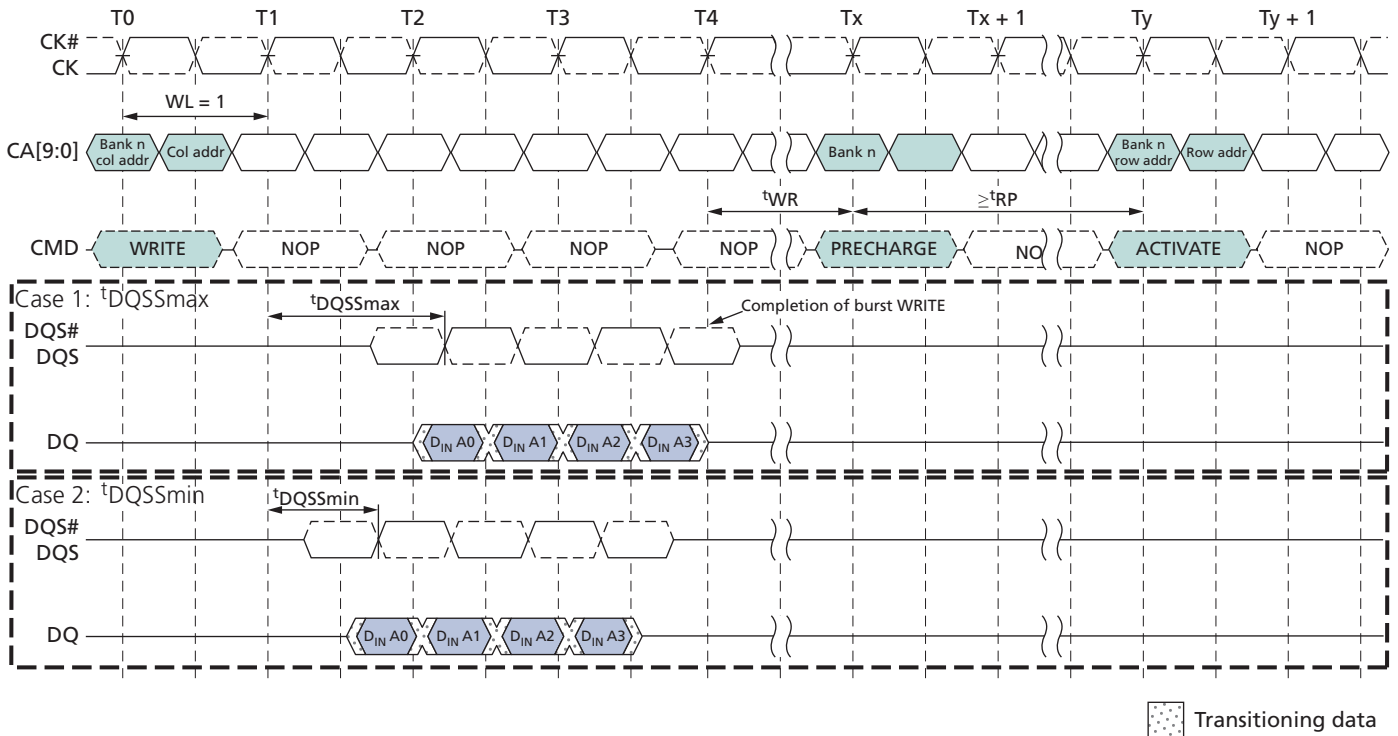 T0 T1 T2 T3 T4 Tx Tx + 1 Ty Ty + 1
CK#
CK
WL = 1
CA[9:0]
Bank n
col addr
Col addr
Bank n
Bank n
row addr
Row addr
tWR
≥tRP
CMD WRITE NOP NOP NOP NOP PRECHARGE NO ACTIVATE NOP
Case 1: tDQSSmax
tDQSSmax
Completion of burst WRITE
DQS#
DQS
DQ DIN A0 DIN A1 DIN A2 DIN A3
Case 2: tDQSSmin
tDQSSmin
DQS#
DQS
DQ DIN A0 DIN A1 DIN A2 DIN A3
Transitioning data